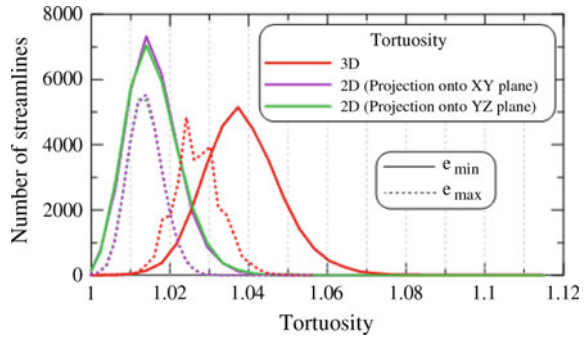 Number of streamlines
8000
6000
4000
2000
0
Tortuosity
3D
2D (Projection onto XY plane)
2D (Projection onto YZ plane)
e min
e max
1 1.02 1.04 1.06 1.08 1.1 1.12
Tortuosity